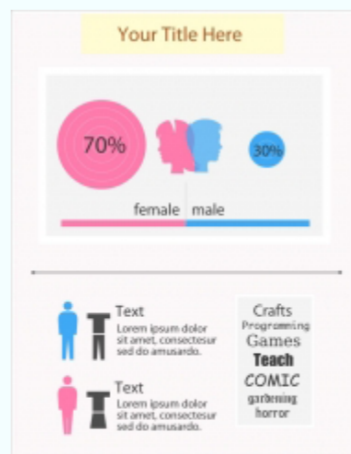 Your Title Here
70%
30%
female male
Text
Lorem ipsum dolor
sit amet, consectesur
sed do amusardo.
Text
Lorem ipsum dolor
sit amet, consectesur
sed do amusardo.
Crafts
Programming
Games
Teach
COMIC
gardening
horror